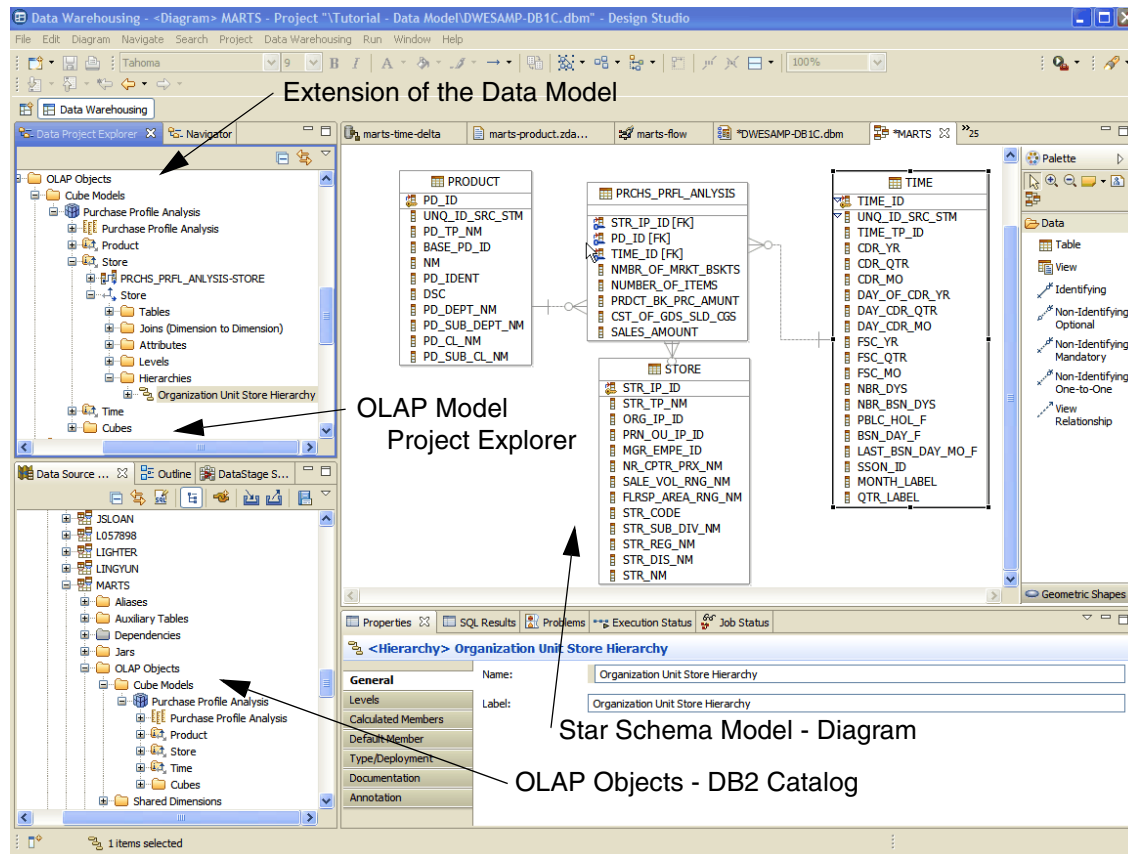 Data Warehousing - <Diagram> MARTS - Project "\Tutorial - Data Model\DWESAMP-DB1C.dbm" - Design Studio
File Edit Diagram Navigate Search Project Data Warehousing Run Window Help
Tahoma 9 B I A 100%
Extension of the Data Model
Data Warehousing
Data Project Explorer Navigator
marts-time-delta marts-product.zda... marts-flow *DWESAMP-DB1C.dbm *MARTS »25
OLAP Objects
Cube Models
Purchase Profile Analysis
Purchase Profile Analysis
Product
Store
PRCHS_PRFL_ANLYSIS-STORE
Store
Tables
Joins (Dimension to Dimension)
Attributes
Levels
Hierarchies
Organization Unit Store Hierarchy
Time
Cubes
OLAP Model
Project Explorer
PRODUCT
PD_ID
UNQ_ID_SRC_STM
PD_TP_NM
BASE_PD_ID
NM
PD_IDENT
DSC
PD_DEPT_NM
PD_SUB_DEPT_NM
PD_CL_NM
PD_SUB_CL_NM
PRCHS_PRFL_ANLYSIS
STR_IP_ID [FK]
PD_ID [FK]
TIME_ID [FK]
NMBR_OF_MRKT_BSKTS
NUMBER_OF_ITEMS
PRDCT_BK_PRC_AMUNT
CST_OF_GDS_SLD_CGS
SALES_AMOUNT
STORE
STR_IP_ID
STR_TP_NM
ORG_IP_ID
PRN_OU_IP_ID
MGR_EMPE_ID
NR_CPTR_PRX_NM
SALE_VOL_RNG_NM
FLRSP_AREA_RNG_NM
STR_CODE
STR_SUB_DIV_NM
STR_REG_NM
STR_DIS_NM
STR_NM
TIME
TIME_ID
UNQ_ID_SRC_STM
TIME_TP_ID
CDR_YR
CDR_QTR
CDR_MO
DAY_OF_CDR_YR
DAY_CDR_QTR
DAY_CDR_MO
FSC_YR
FSC_QTR
FSC_MO
NBR_DYS
NBR_BSN_DYS
PBLC_HOL_F
BSN_DAY_F
LAST_BSN_DAY_MO_F
SSON_ID
MONTH_LABEL
QTR_LABEL
Palette
Data
Table
View
Identifying
Non-Identifying
Optional
Non-Identifying
Mandatory
Non-Identifying
One-to-One
View
Relationship
Geometric Shapes
Data Source ... Outline DataStage S...
JSLOAN
L057898
LIGHTER
LINGYUN
MARTS
Aliases
Auxiliary Tables
Dependencies
Jars
OLAP Objects
Cube Models
Purchase Profile Analysis
Purchase Profile Analysis
Product
Store
Time
Cubes
Shared Dimensions
Properties SQL Results Problems Execution Status Job Status
<Hierarchy> Organization Unit Store Hierarchy
General
Levels
Calculated Members
Default Member
Type/Deployment
Documentation
Annotation
Name: Organization Unit Store Hierarchy
Label: Organization Unit Store Hierarchy
Star Schema Model - Diagram
OLAP Objects - DB2 Catalog
1 items selected